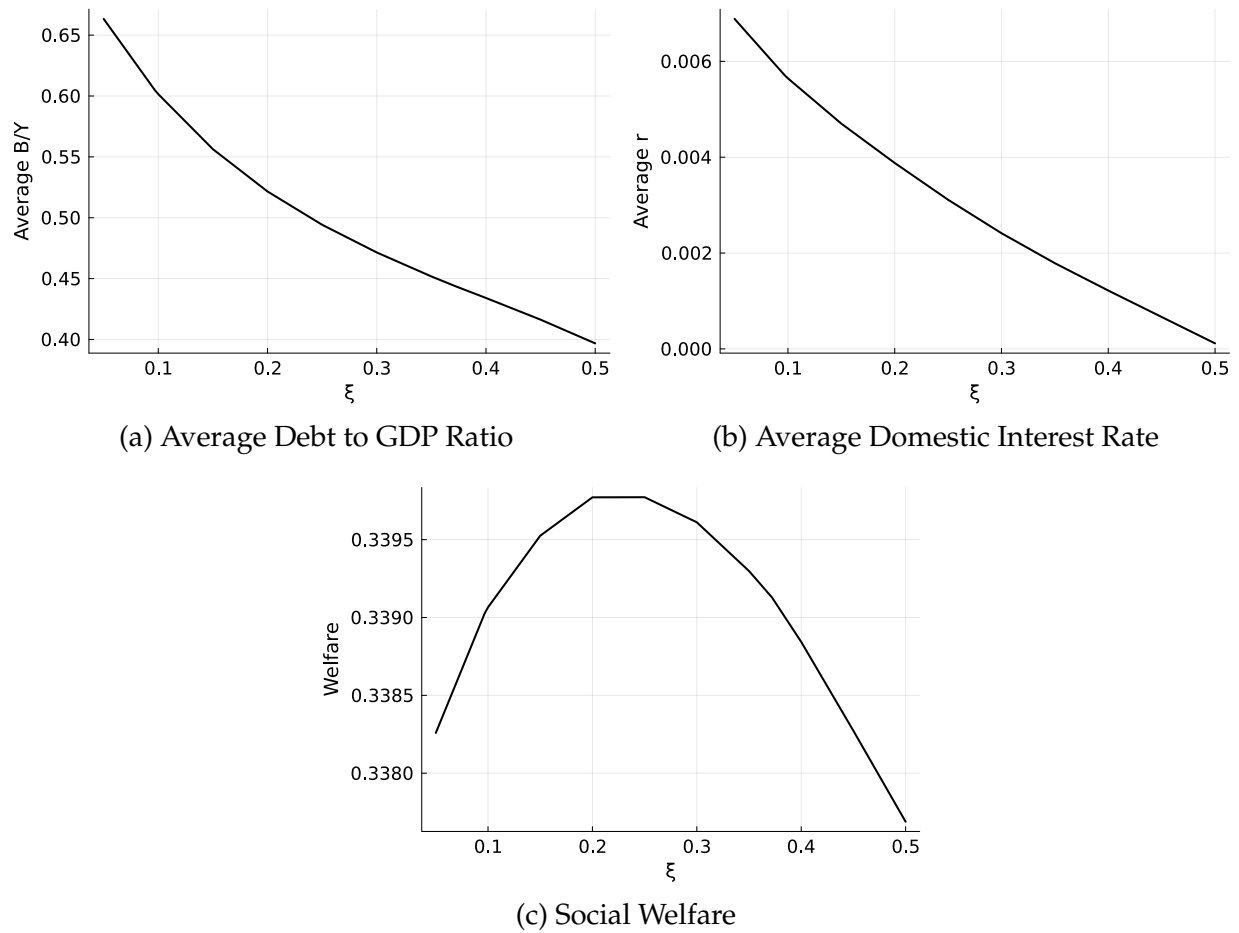 0.65
0.60
0.55
0.50
0.45
0.40
Average B/Y
0.1 0.2 0.3 0.4 0.5
ξ
(a) Average Debt to GDP Ratio
0.006
0.004
0.002
0.000
Average r
0.1 0.2 0.3 0.4 0.5
ξ
(b) Average Domestic Interest Rate
0.3395
0.3390
0.3385
0.3380
Welfare
0.1 0.2 0.3 0.4 0.5
ξ
(c) Social Welfare